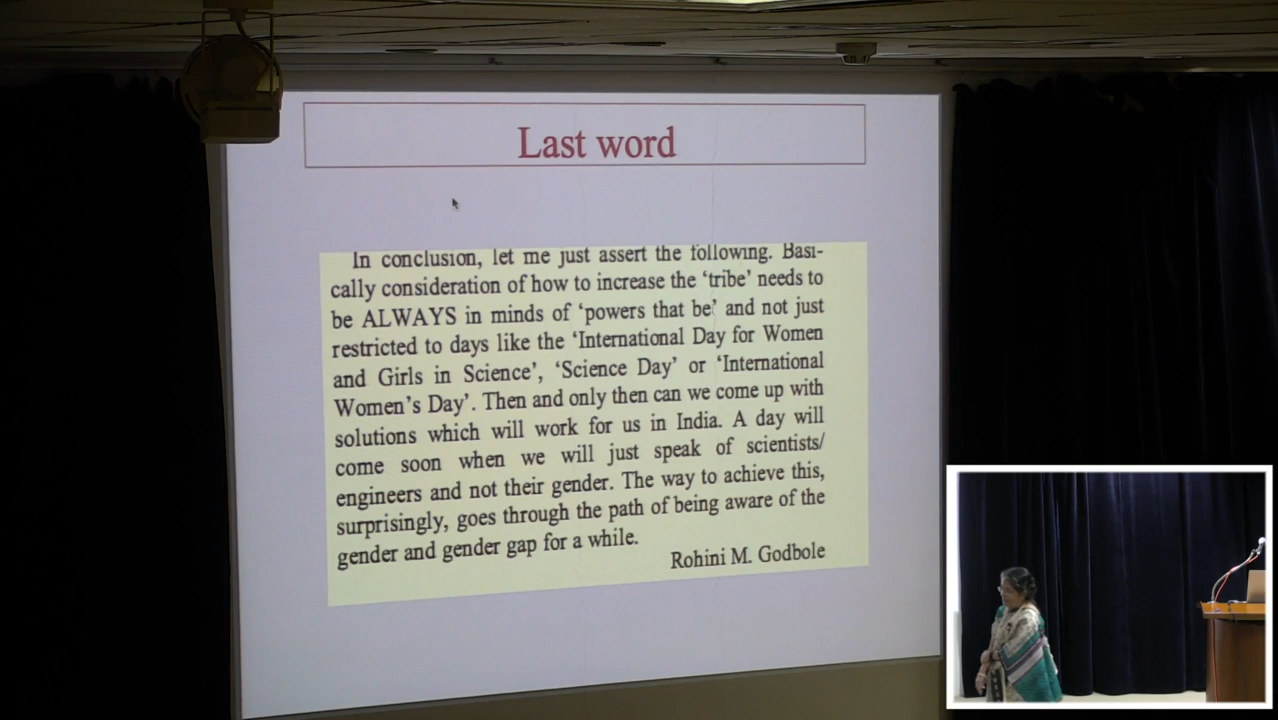 Last word
In conclusion, let me just assert the following. Basi-
cally consideration of how to increase the ‘tribe’ needs to
be ALWAYS in minds of ‘powers that be’ and not just
restricted to days like the ‘International Day for Women
and Girls in Science’, ‘Science Day’ or ‘International
Women’s Day’. Then and only then can we come up with
solutions which will work for us in India. A day will
come soon when we will just speak of scientists/
engineers and not their gender. The way to achieve this,
surprisingly, goes through the path of being aware of the
gender and gender gap for a while.
Rohini M. Godbole